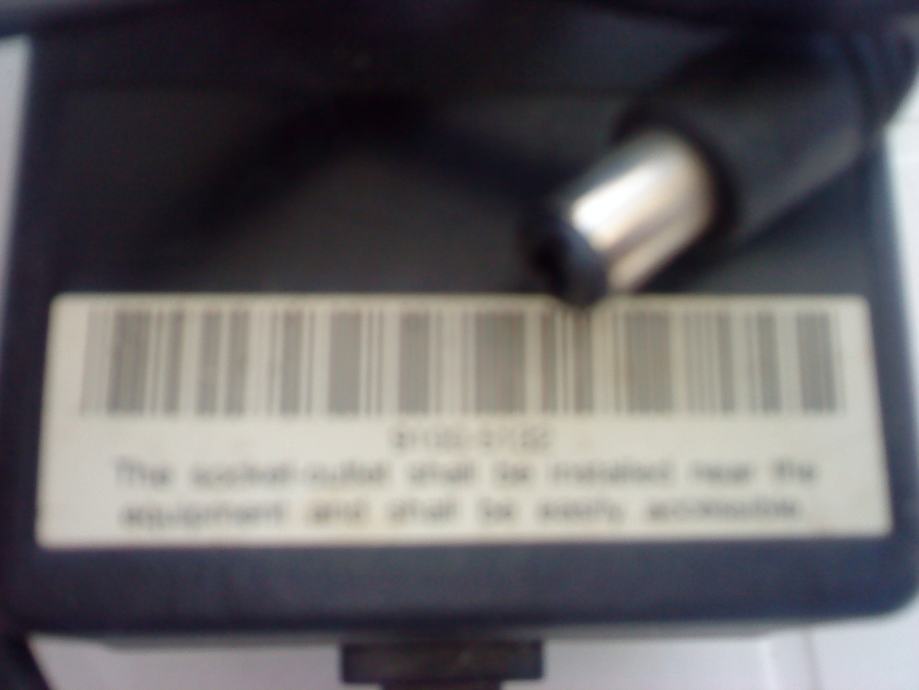 The socket-outlet shall be installed near the
equipment and shall be easily accessible.